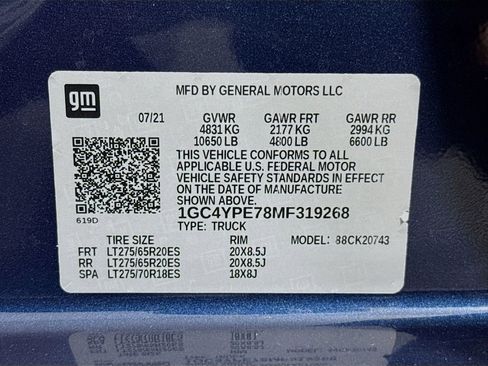 gm
MFD BY GENERAL MOTORS LLC
07/21 GVWR GAWR FRT GAWR RR
4831 KG 2177 KG 2994 KG
10650 LB 4800 LB 6600 LB
THIS VEHICLE CONFORMS TO ALL
APPLICABLE U.S. FEDERAL MOTOR
VEHICLE SAFETY STANDARDS IN EFFECT
ON THE DATE OF MANUFACTURE SHOWN ABOVE.
1GC4YPE78MF319268
619D
TYPE: TRUCK
TIRE SIZE RIM MODEL: 88CK20743
FRT LT275/65R20ES 20X8.5J
RR LT275/65R20ES 20X8.5J
SPA LT275/70R18ES 18X8J